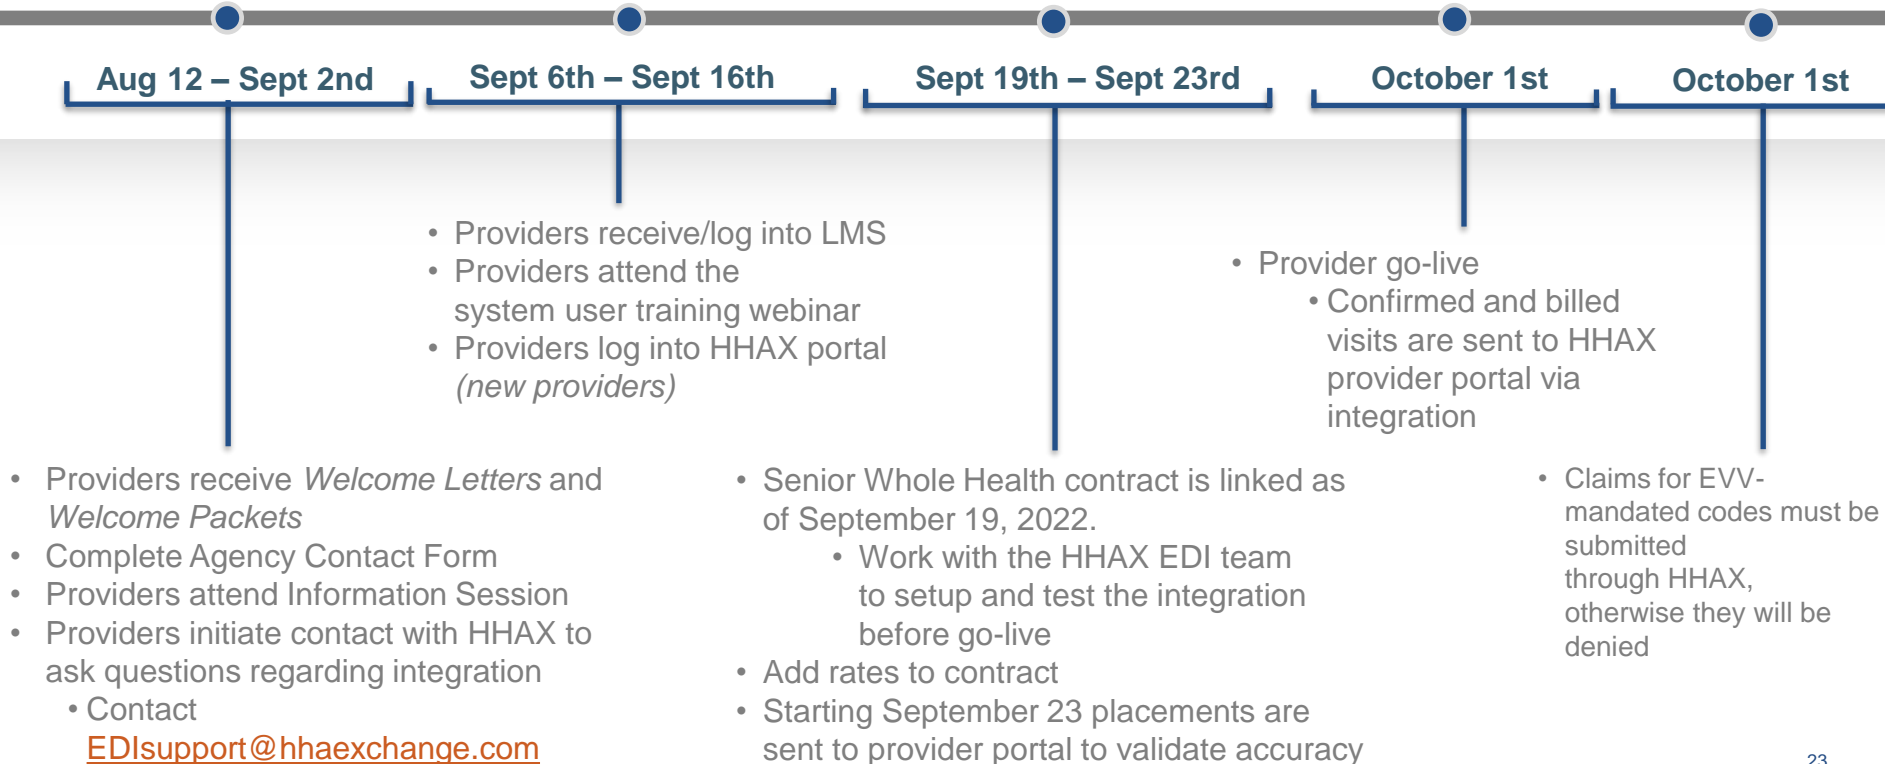 Aug 12 – Sept 2nd
Sept 6th – Sept 16th
Sept 19th – Sept 23rd
October 1st
October 1st
• Providers receive Welcome Letters and
Welcome Packets
• Complete Agency Contact Form
• Providers attend Information Session
• Providers initiate contact with HHAX to
ask questions regarding integration
• Contact
EDIsupport@hhaexchange.com
• Providers receive/log into LMS
• Providers attend the
system user training webinar
• Providers log into HHAX portal
(new providers)
• Senior Whole Health contract is linked as
of September 19, 2022.
• Work with the HHAX EDI team
to setup and test the integration
before go-live
• Add rates to contract
• Starting September 23 placements are
sent to provider portal to validate accuracy
• Provider go-live
• Confirmed and billed
visits are sent to HHAX
provider portal via
integration
• Claims for EVV-
mandated codes must be
submitted
through HHAX,
otherwise they will be
denied
23